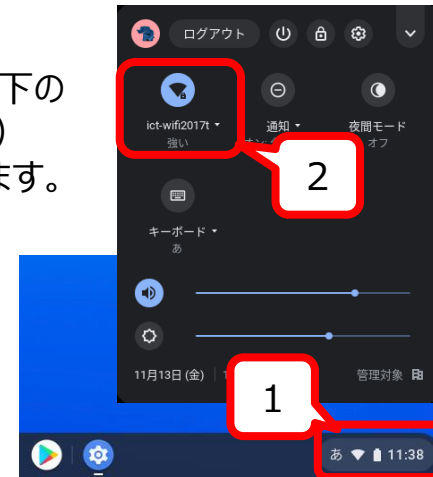 下の
)
ます。
ログアウト
ict-wifi2017t
強い
通知
夜間モード
オフ
2
キーボード
あ
11月13日 (金)
管理対象
1
あ 11:38